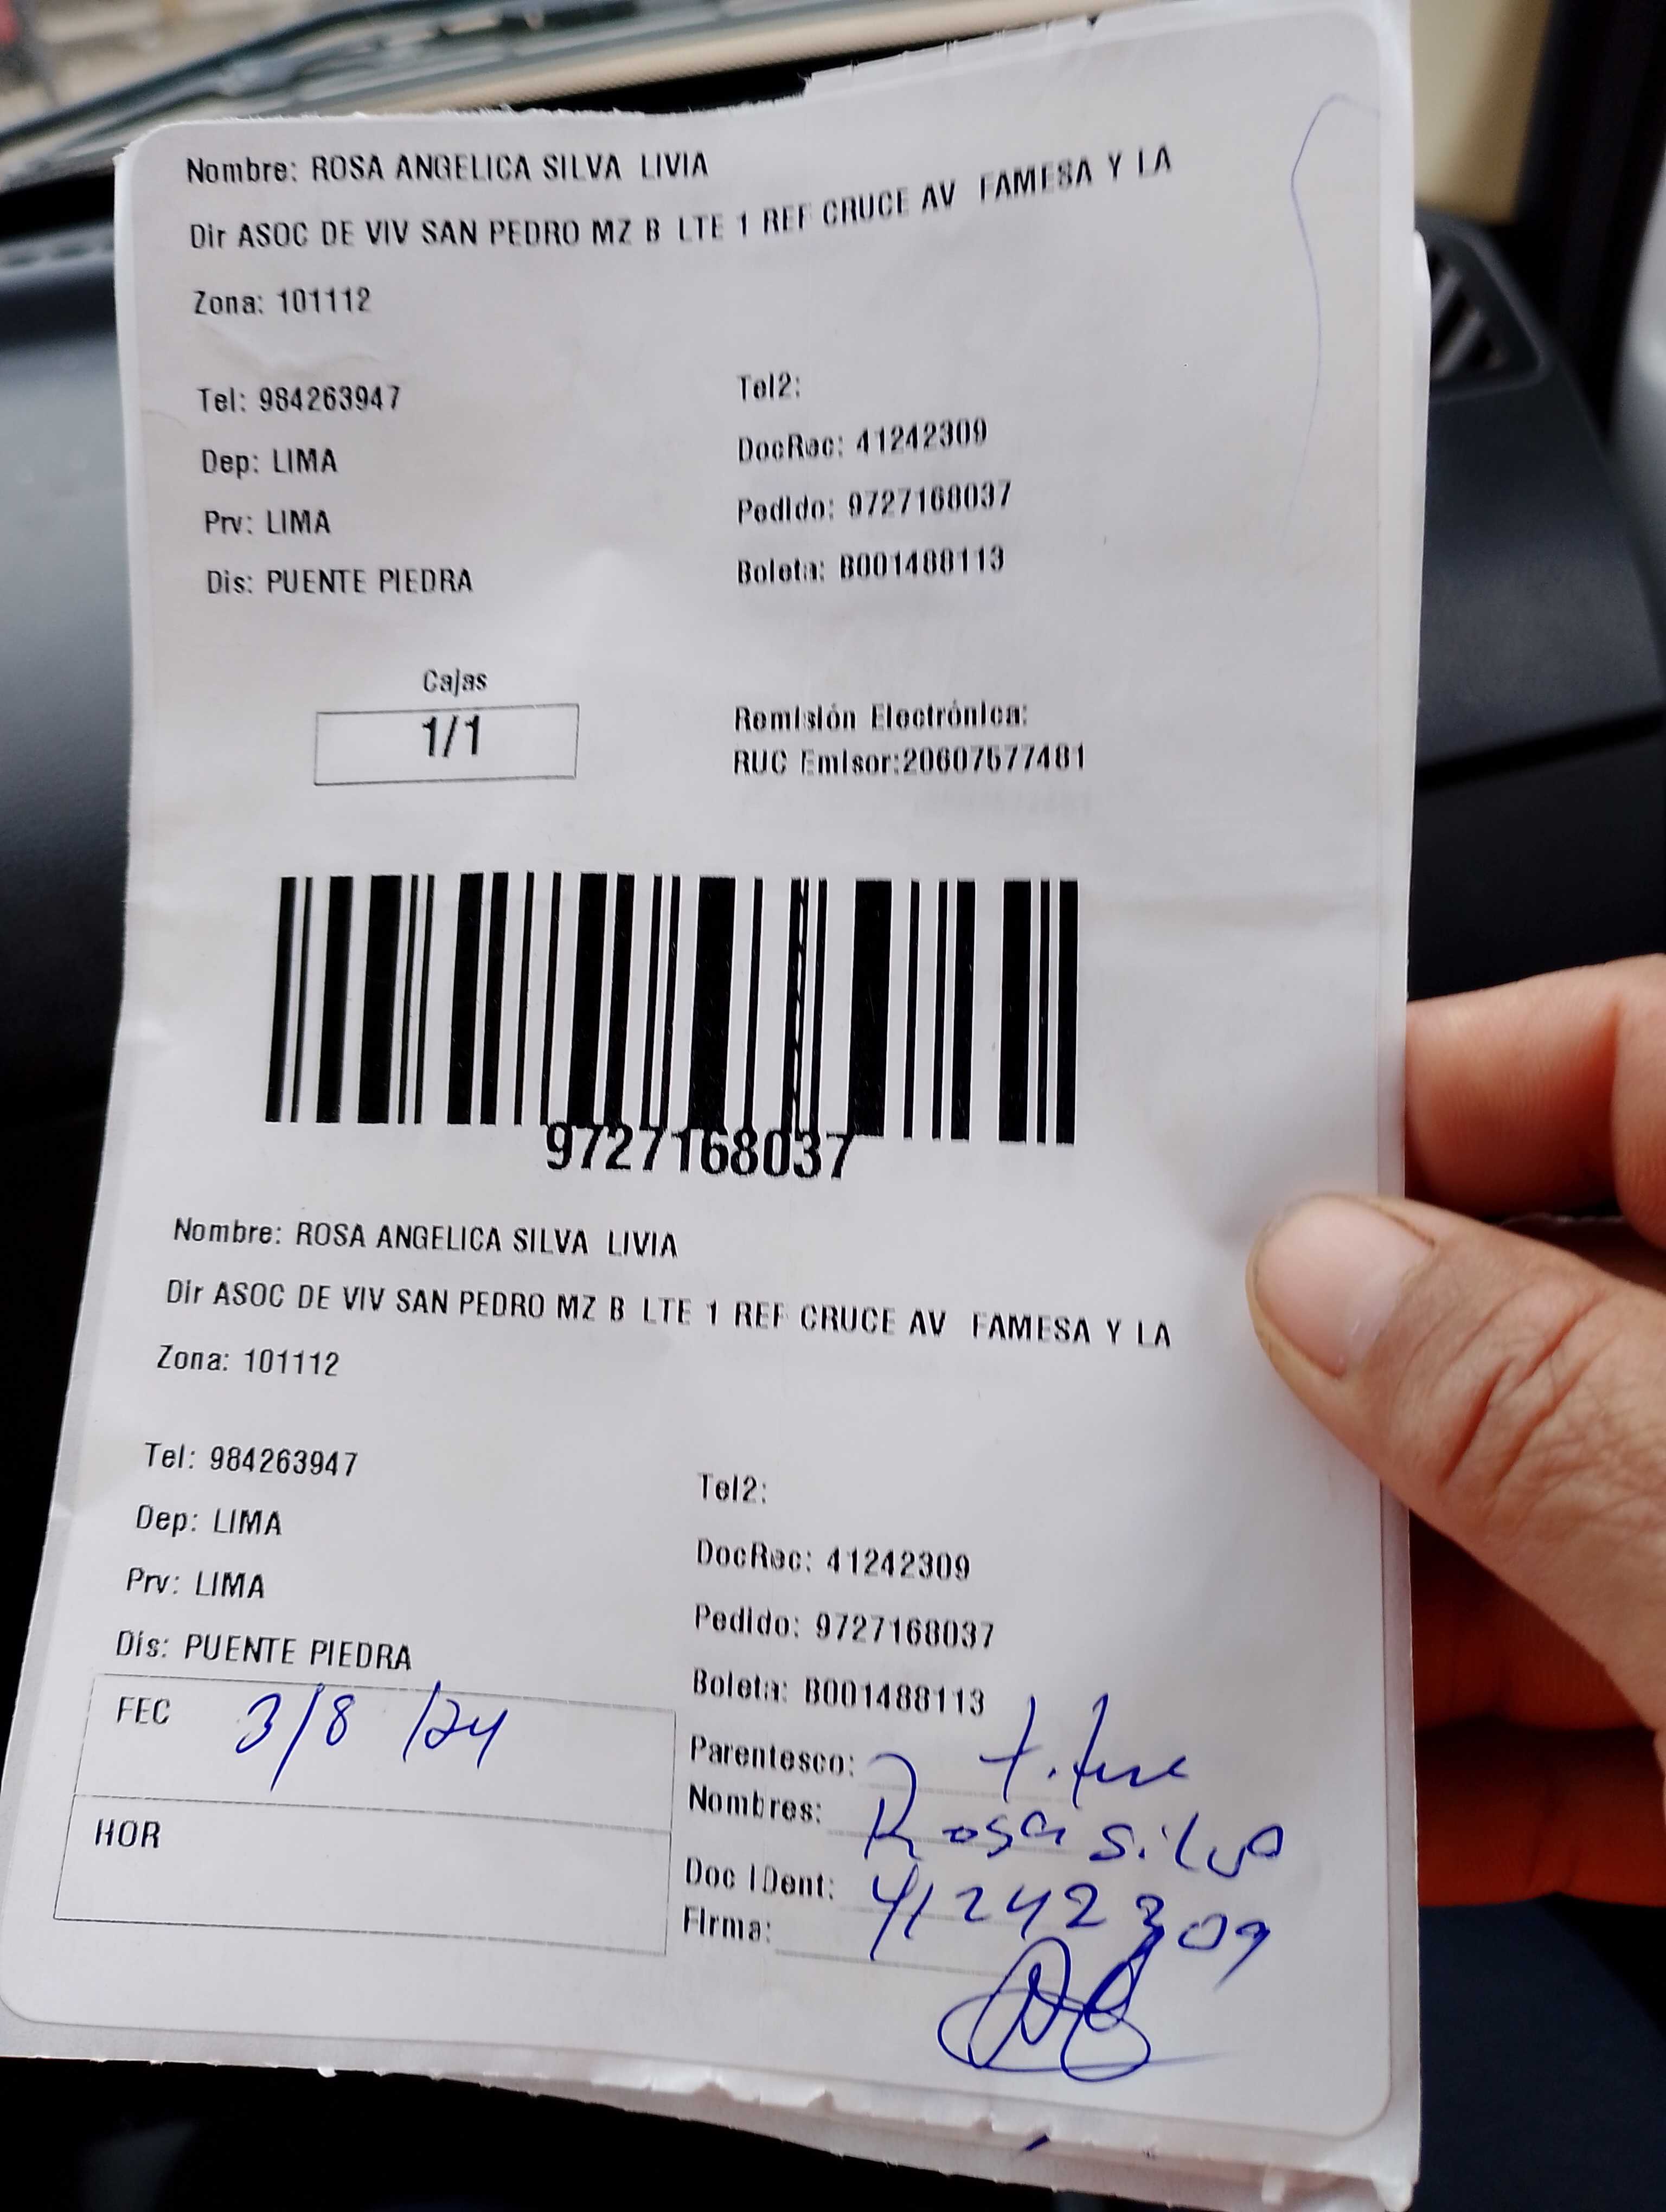 Nombre: ROSA ANGELICA SILVA LIVIA
Dir ASOC DE VIV SAN PEDRO MZ B LTE 1 REF CRUCE AV FAMESA Y LA
Zona: 101112
Tel: 984263947
Tel2:
Dep: LIMA
DocRec: 41242309
Prv: LIMA
Pedido: 9727168037
Dis: PUENTE PIEDRA
Boleta: B001488113
Cajas
1/1
Remisión Electrónica:
RUC Emisor:20607577481
9727168037
Nombre: ROSA ANGELICA SILVA LIVIA
Dir ASOC DE VIV SAN PEDRO MZ B LTE 1 REF CRUCE AV FAMESA Y LA
Zona: 101112
Tel: 984263947
Tel2:
Dep: LIMA
DocRec: 41242309
Prv: LIMA
Pedido: 9727168037
Dis: PUENTE PIEDRA
Boleta: B001488113
FEC 3/8/24
Parentesco:
Nombres: Rosa Silva
HOR
Doc IDent: 41242309
Firma: